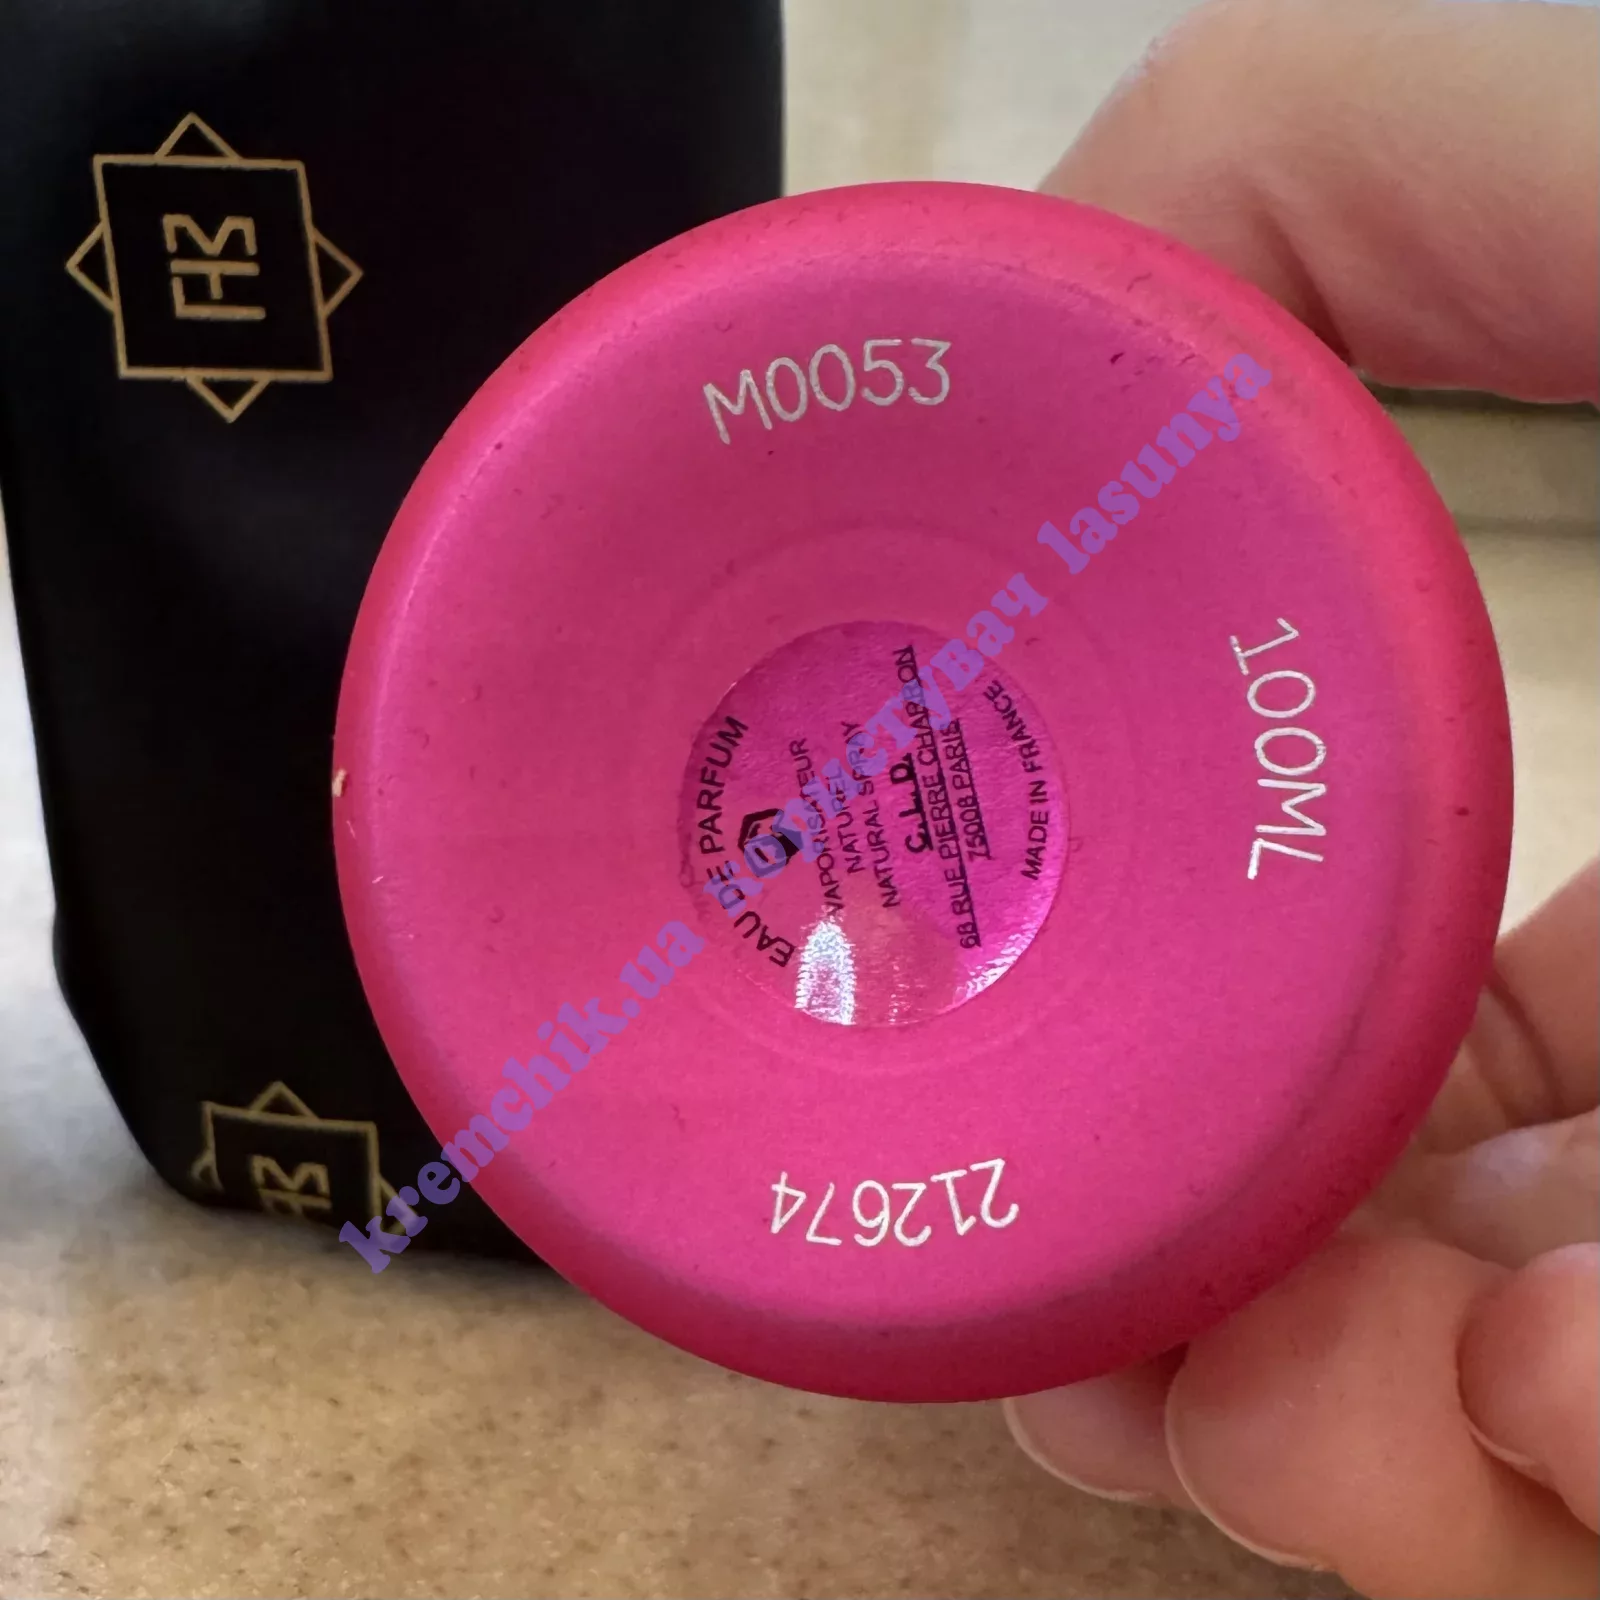 M0053
100ML
EAU DE PARFUM
VAPORISATEUR
NATUREL
NATURAL SPRAY
C.L.D.
68 RUE PIERRE CHARRON
75008 PARIS
MADE IN FRANCE
212674
kremchik.ua користувач lasunya